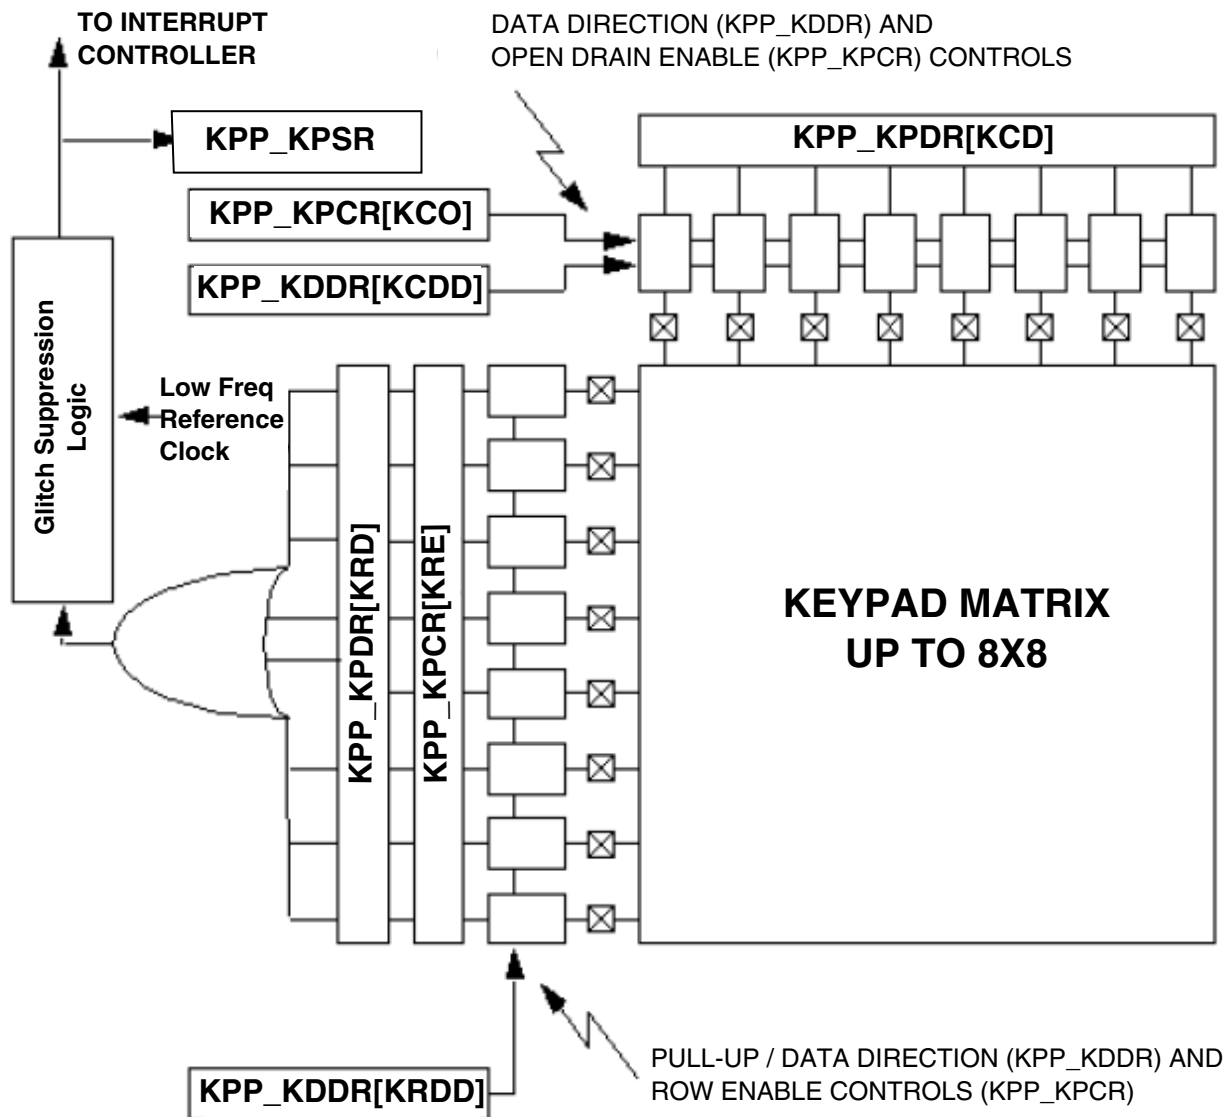 TO INTERRUPT
CONTROLLER
DATA DIRECTION (KPP_KDDR) AND
OPEN DRAIN ENABLE (KPP_KPCR) CONTROLS
KPP_KPSR
KPP_KPDR[KCD]
KPP_KPCR[KCO]
KPP_KDDR[KCDD]
Glitch Suppression
Logic
Low Freq
Reference
Clock
KPP_KPDR[KRD]
KPP_KPCR[KRE]
KEYPAD MATRIX
UP TO 8X8
PULL-UP / DATA DIRECTION (KPP_KDDR) AND
ROW ENABLE CONTROLS (KPP_KPCR)
KPP_KDDR[KRDD]